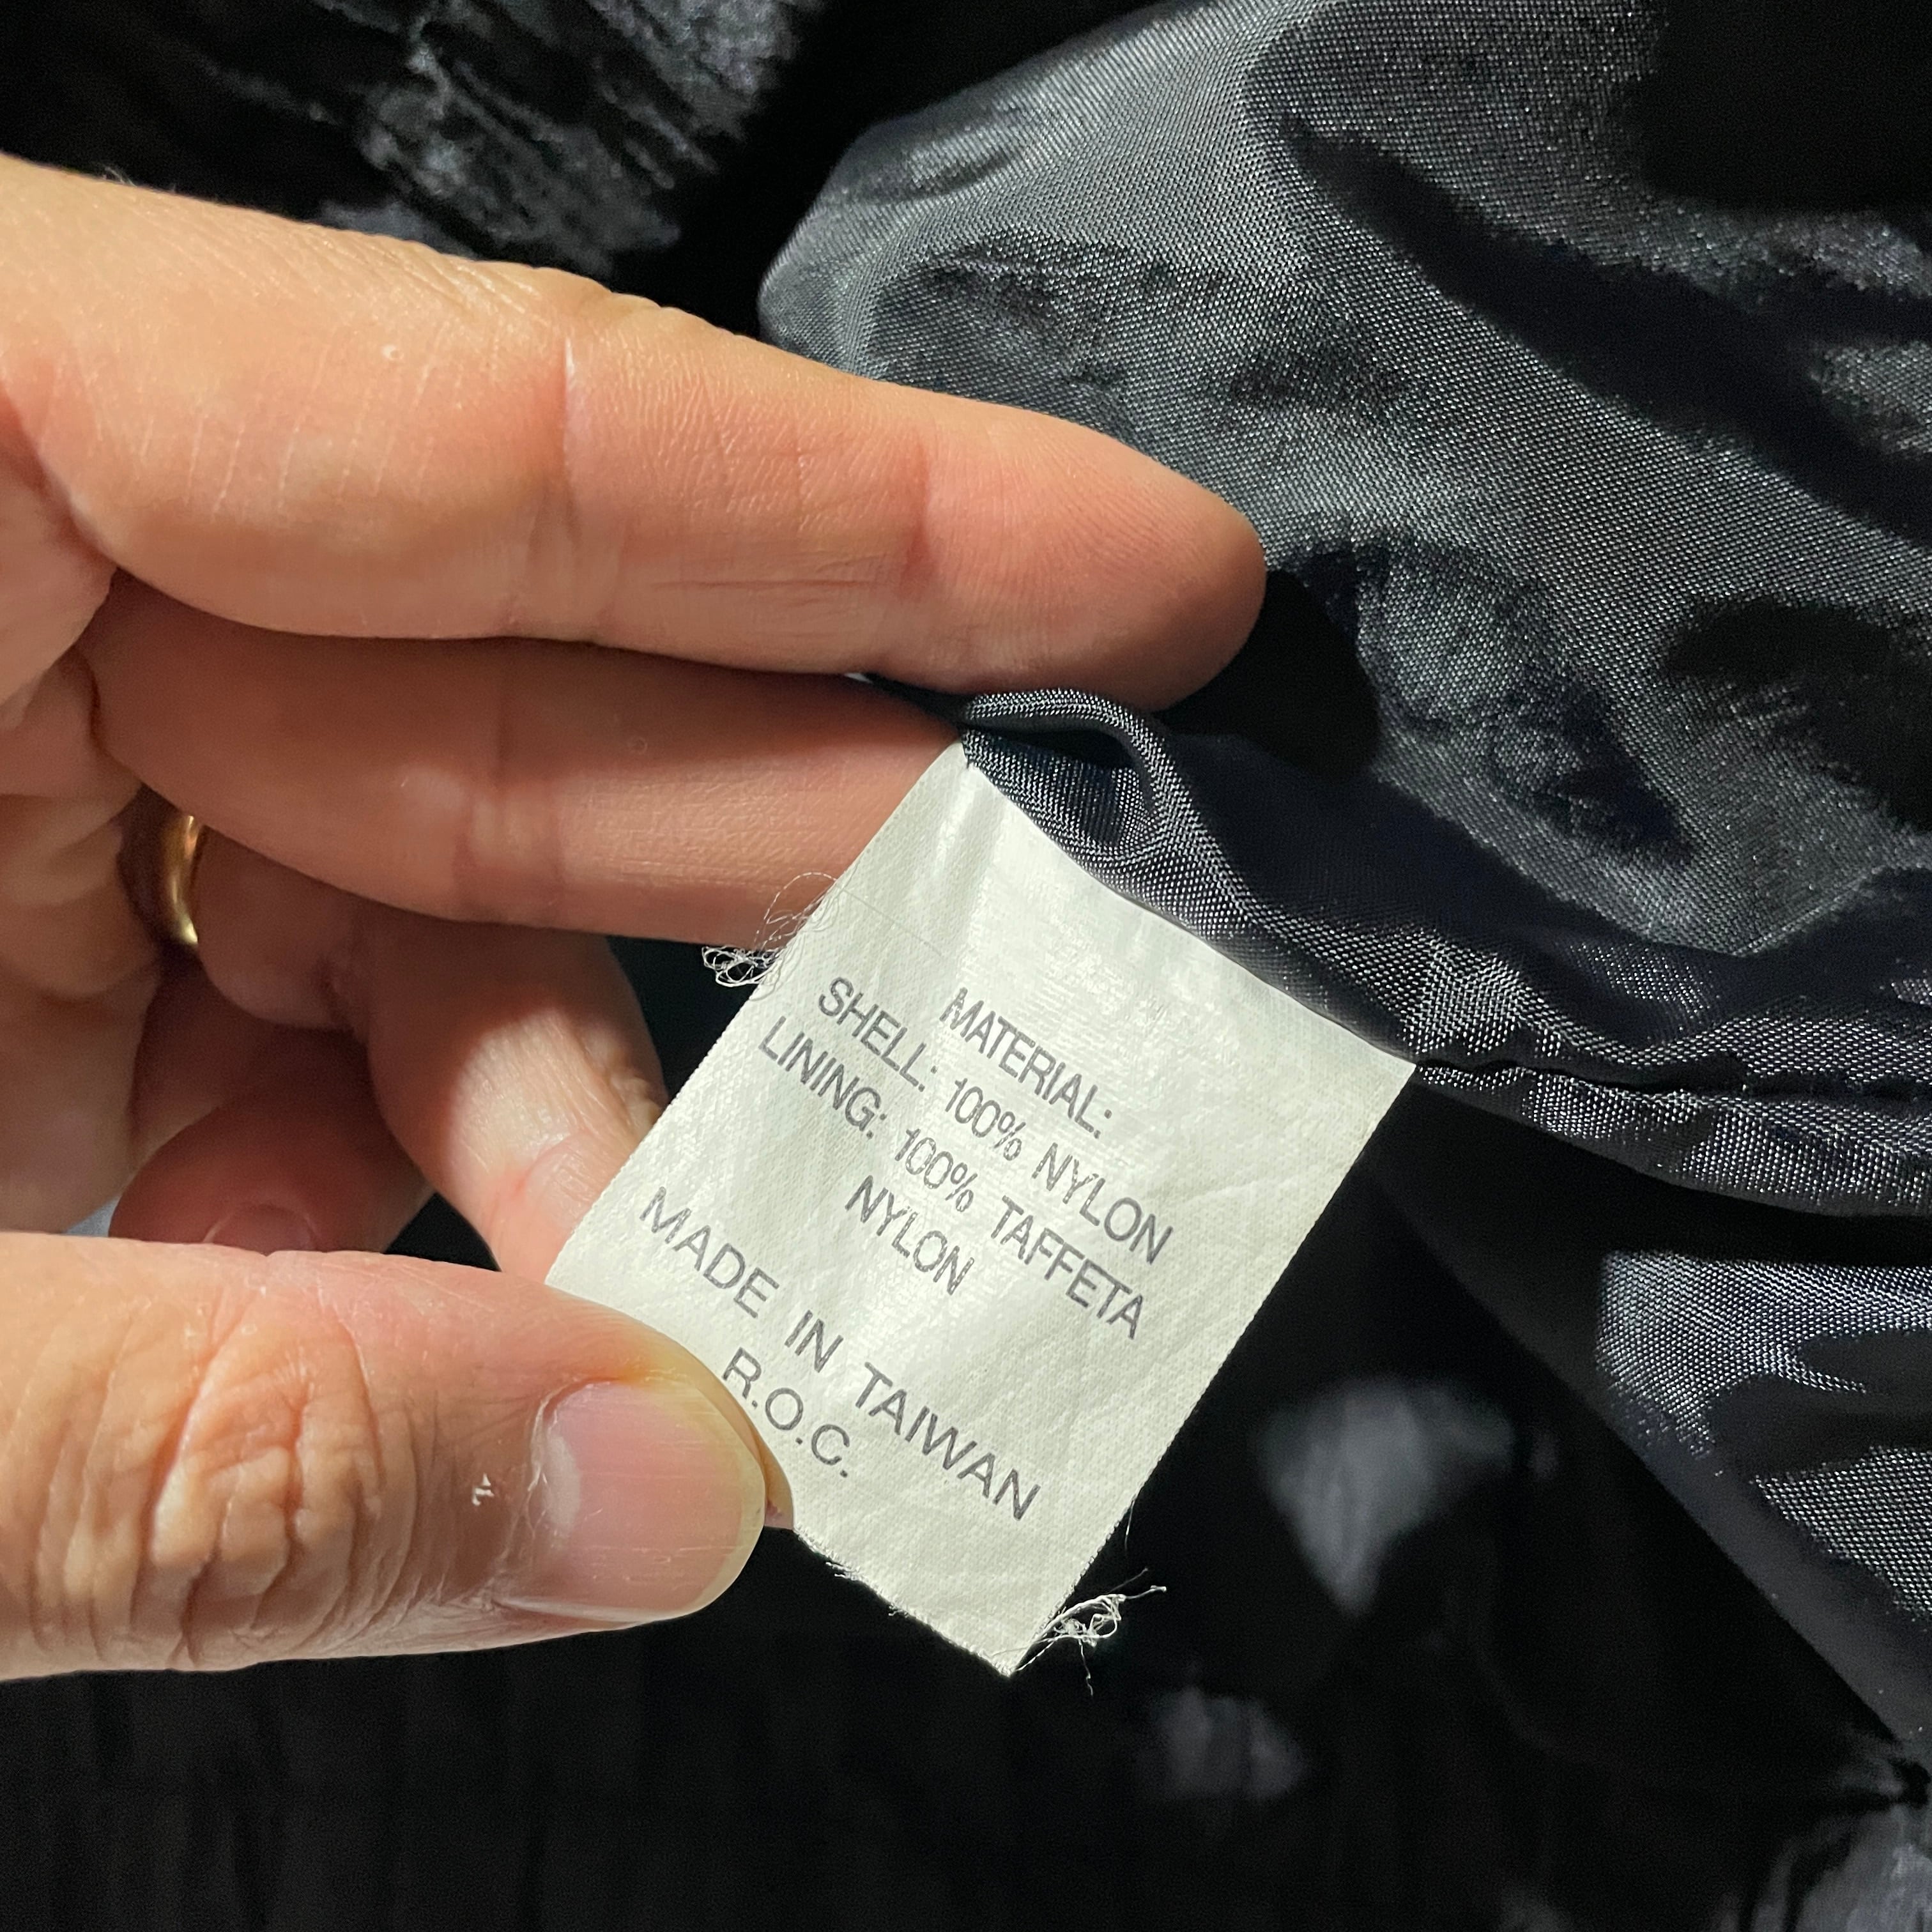 MATERIAL:
SHELL: 100% NYLON
LINING: 100% TAFFETA
NYLON
MADE IN TAIWAN
R.O.C.